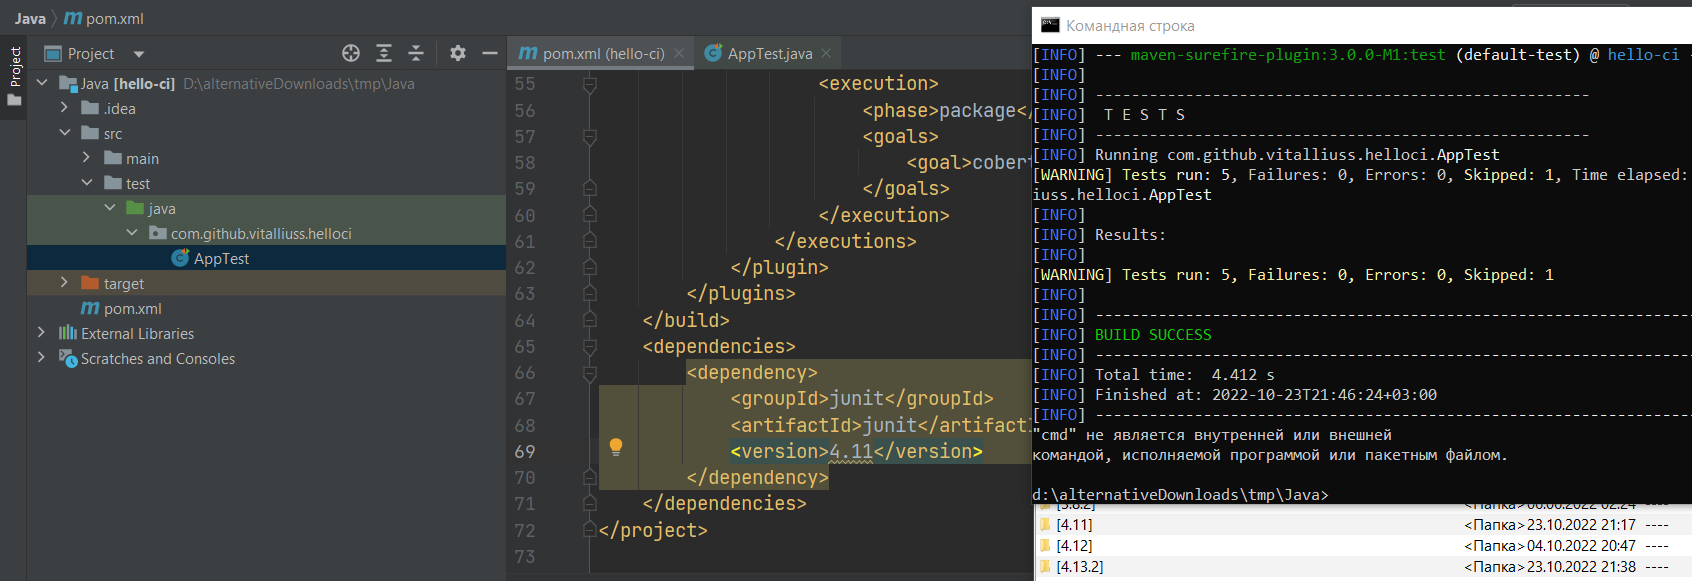 Java pom.xml
Project
Project
Java [hello-ci] D:\alternativeDownloads\tmp\Java
.idea
src
main
test
java
com.github.vitalliuss.helloci
AppTest
target
pom.xml
External Libraries
Scratches and Consoles
pom.xml (hello-ci)
AppTest.java
55 <execution>
56 <phase>package</
57 <goals>
58 <goal>cobert
59 </goals>
60 </execution>
61 </executions>
62 </plugin>
63 </plugins>
64 </build>
65 <dependencies>
66 <dependency>
67 <groupId>junit</groupId>
68 <artifactId>junit</artifactI
69 <version>4.11</version>
70 </dependency>
71 </dependencies>
72 </project>
73
Командная строка
[INFO] --- maven-surefire-plugin:3.0.0-M1:test (default-test) @ hello-ci -
[INFO]
[INFO] -------------------------------------------------------
[INFO]  T E S T S
[INFO] -------------------------------------------------------
[INFO] Running com.github.vitalliuss.helloci.AppTest
[WARNING] Tests run: 5, Failures: 0, Errors: 0, Skipped: 1, Time elapsed:
iuss.helloci.AppTest
[INFO]
[INFO] Results:
[INFO]
[WARNING] Tests run: 5, Failures: 0, Errors: 0, Skipped: 1
[INFO]
[INFO] -------------------------------------------------------
[INFO] BUILD SUCCESS
[INFO] -------------------------------------------------------
[INFO] Total time:  4.412 s
[INFO] Finished at: 2022-10-23T21:46:24+03:00
[INFO] -------------------------------------------------------
"cmd" не является внутренней или внешней
командой, исполняемой программой или пакетным файлом.
d:\alternativeDownloads\tmp\Java>
[3.8.2] <Папка> 06.06.2022 02:24 ----
[4.11] <Папка> 23.10.2022 21:17 ----
[4.12] <Папка> 04.10.2022 20:47 ----
[4.13.2] <Папка> 23.10.2022 21:38 ----